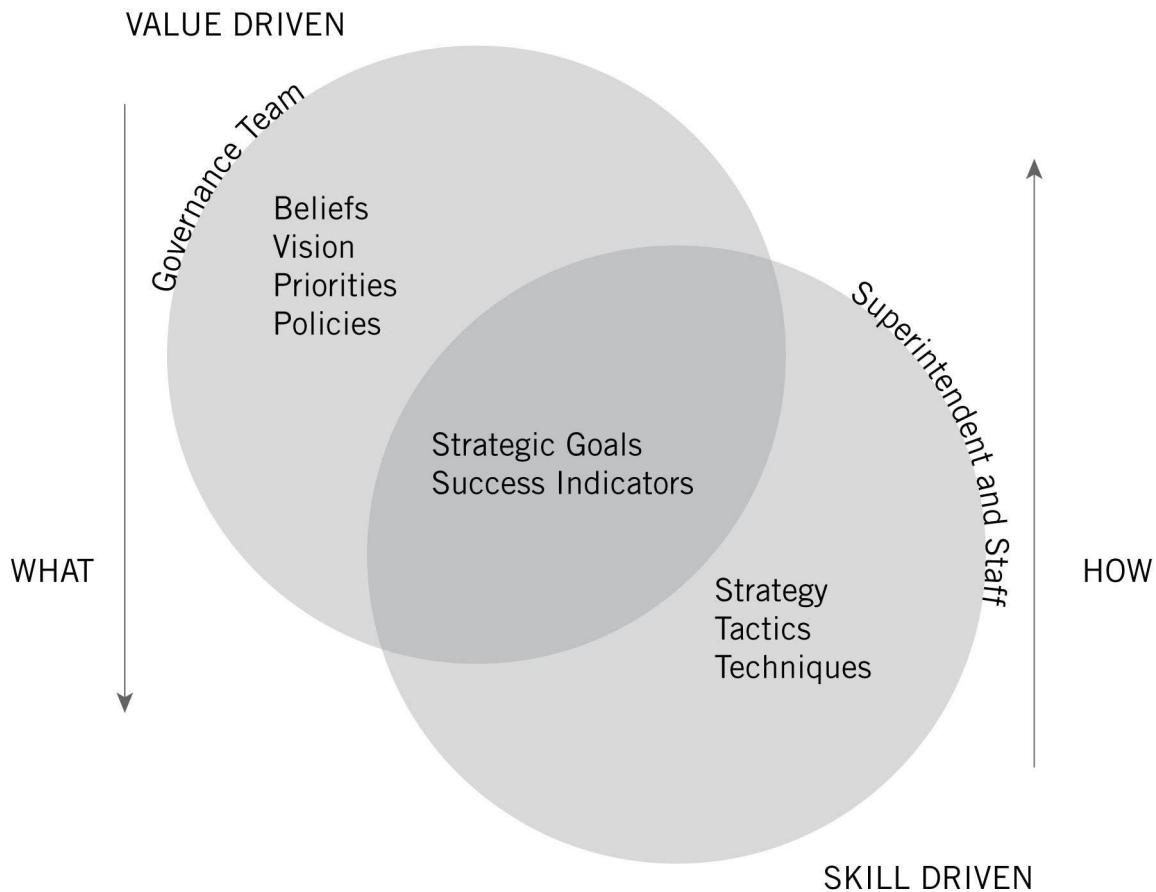 VALUE DRIVEN
Governance Team
Beliefs
Vision
Priorities
Policies
Superintendent and Staff
Strategic Goals
Success Indicators
WHAT
HOW
Strategy
Tactics
Techniques
SKILL DRIVEN